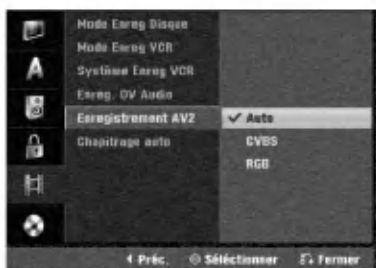 Mode Enreg Disque
Mode Enreg VCR
Système Enreg VCR
Enreg. DV Audio
Enregistrement AV2
✓ Auto
Chapitrage auto
CVBS
RGB
Préc.
Séléctionner
Fermer